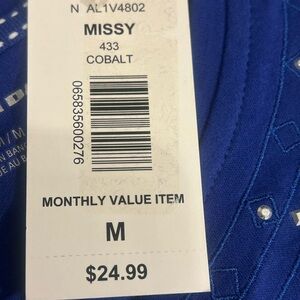 N AL1V4802
MISSY
433
COBALT
065835600276
MONTHLY VALUE ITEM
M
$24.99